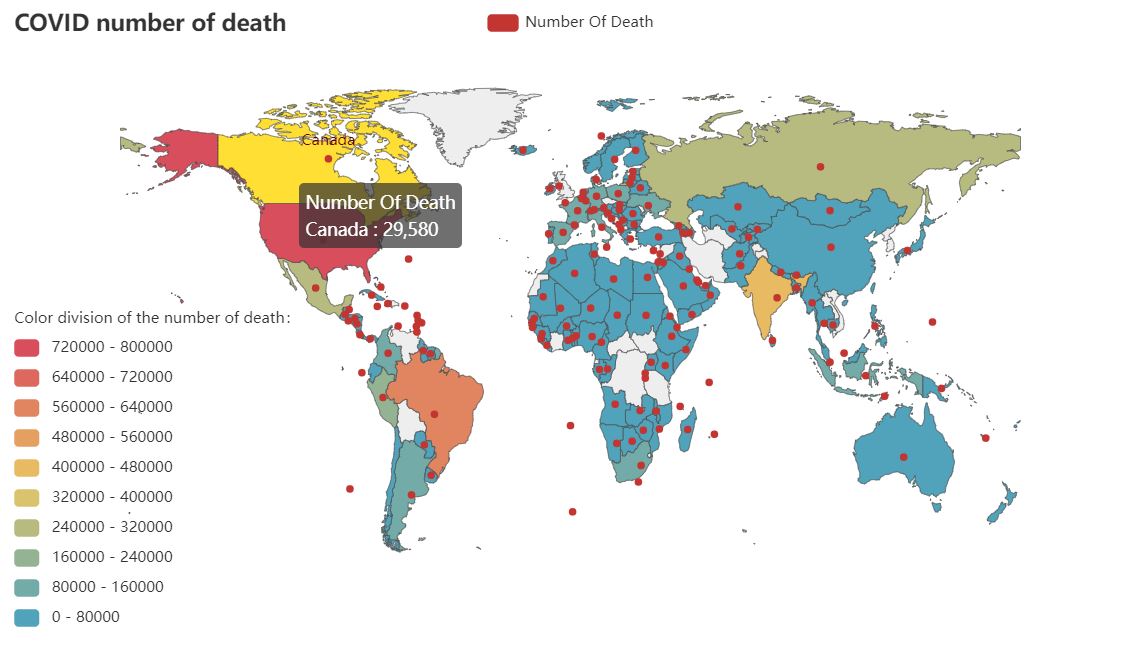 COVID number of death
Number Of Death
Canada
Number Of Death
Canada : 29,580
Color division of the number of death:
720000 - 800000
640000 - 720000
560000 - 640000
480000 - 560000
400000 - 480000
320000 - 400000
240000 - 320000
160000 - 240000
80000 - 160000
0 - 80000